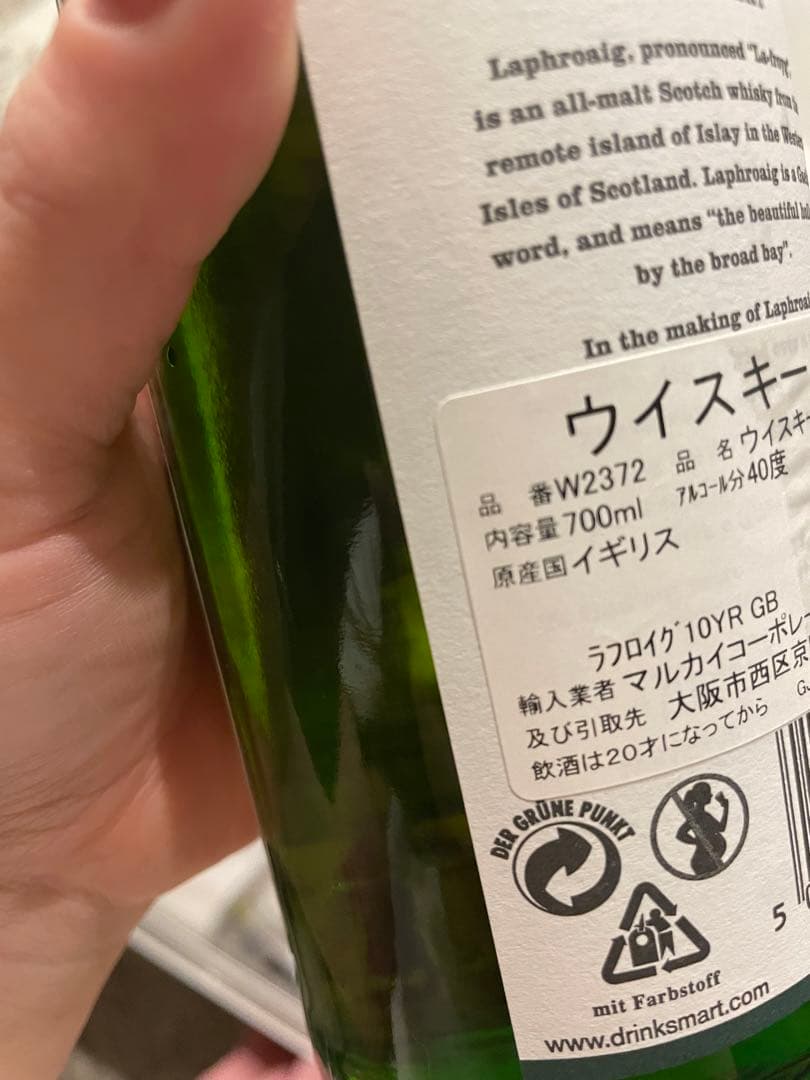 Laphroaig, pronounced
is an all-malt Scotch whisky from
remote island of Islay in the
Isles of Scotland. Laphroaig is a
word, and means "the beautiful
by the broad bay".
In the making of
ウイスキー
品 番W2372 品 名 ウイスキー
内容量700ml アルコール分40度
原産国イギリス
ラフロイグ10YR GB
輸入業者 マルカイコーポレ
及び引取先 大阪市西区京
飲酒は20才になってから
DER GRÜNE PUNKT
5
mit Farbstoff
www.drinksmart.com